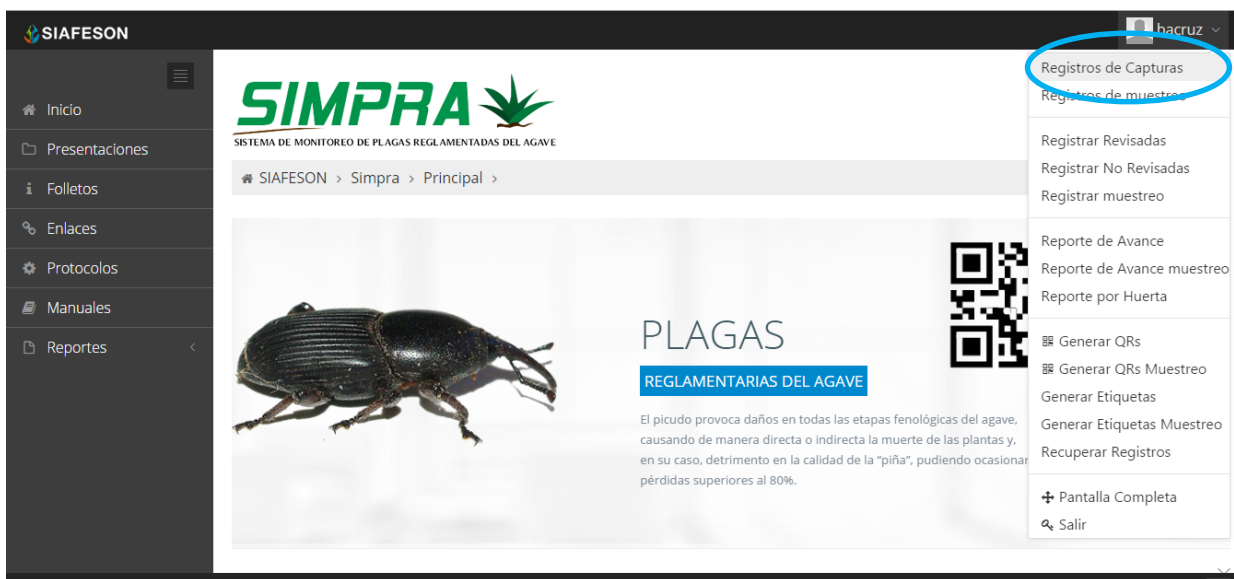 SIAFESON
bacruz
Inicio
Presentaciones
Folletos
Enlaces
Protocolos
Manuales
Reportes
SIMPRA
SISTEMA DE MONITOREO DE PLAGAS REGLAMENTADAS DEL AGAVE
SIAFESON > Simpra > Principal >
PLAGAS
REGLAMENTARIAS DEL AGAVE
El picudo provoca daños en todas las etapas fenológicas del agave,
causando de manera directa o indirecta la muerte de las plantas y,
en su caso, detrimento en la calidad de la "piña", pudiendo ocasionar
pérdidas superiores al 80%.
Registros de Capturas
Registros de muestreo
Registrar Revisadas
Registrar No Revisadas
Registrar muestreo
Reporte de Avance
Reporte de Avance muestreo
Reporte por Huerta
Generar QRs
Generar QRs Muestreo
Generar Etiquetas
Generar Etiquetas Muestreo
Recuperar Registros
Pantalla Completa
Salir